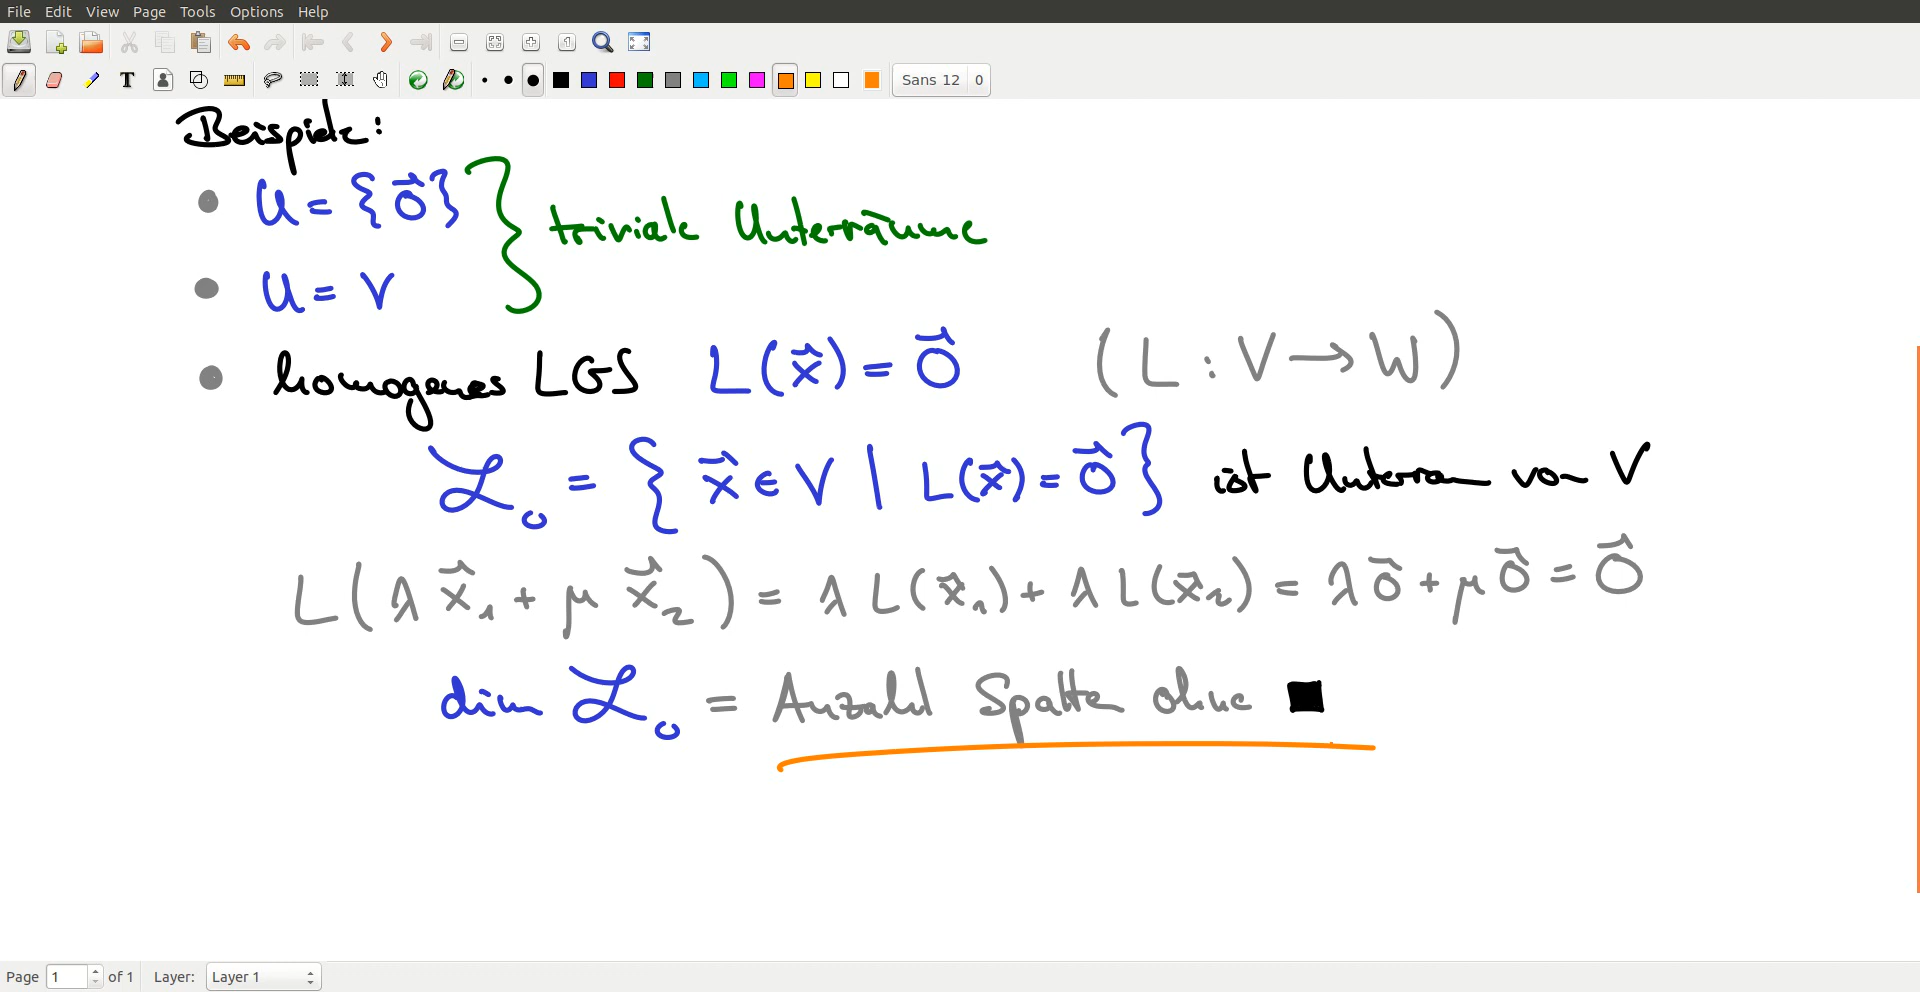 File Edit View Page Tools Options Help
Sans 12 0
Beispiele:
• U = {0⃗}
triviale Unterräume
• U = V
• homogenes LGS L(x⃗) = 0⃗ (L : V → W)
ℒ₀ = { x⃗ ∈ V | L(x⃗) = 0⃗ } ist Unterraum von V
L(λ x⃗₁ + μ x⃗₂) = λ L(x⃗₁) + λ L(x⃗₂) = λ 0⃗ + μ 0⃗ = 0⃗
dim ℒ₀ = Anzahl Spalten ohne ■
Page 1 of 1 Layer: Layer 1